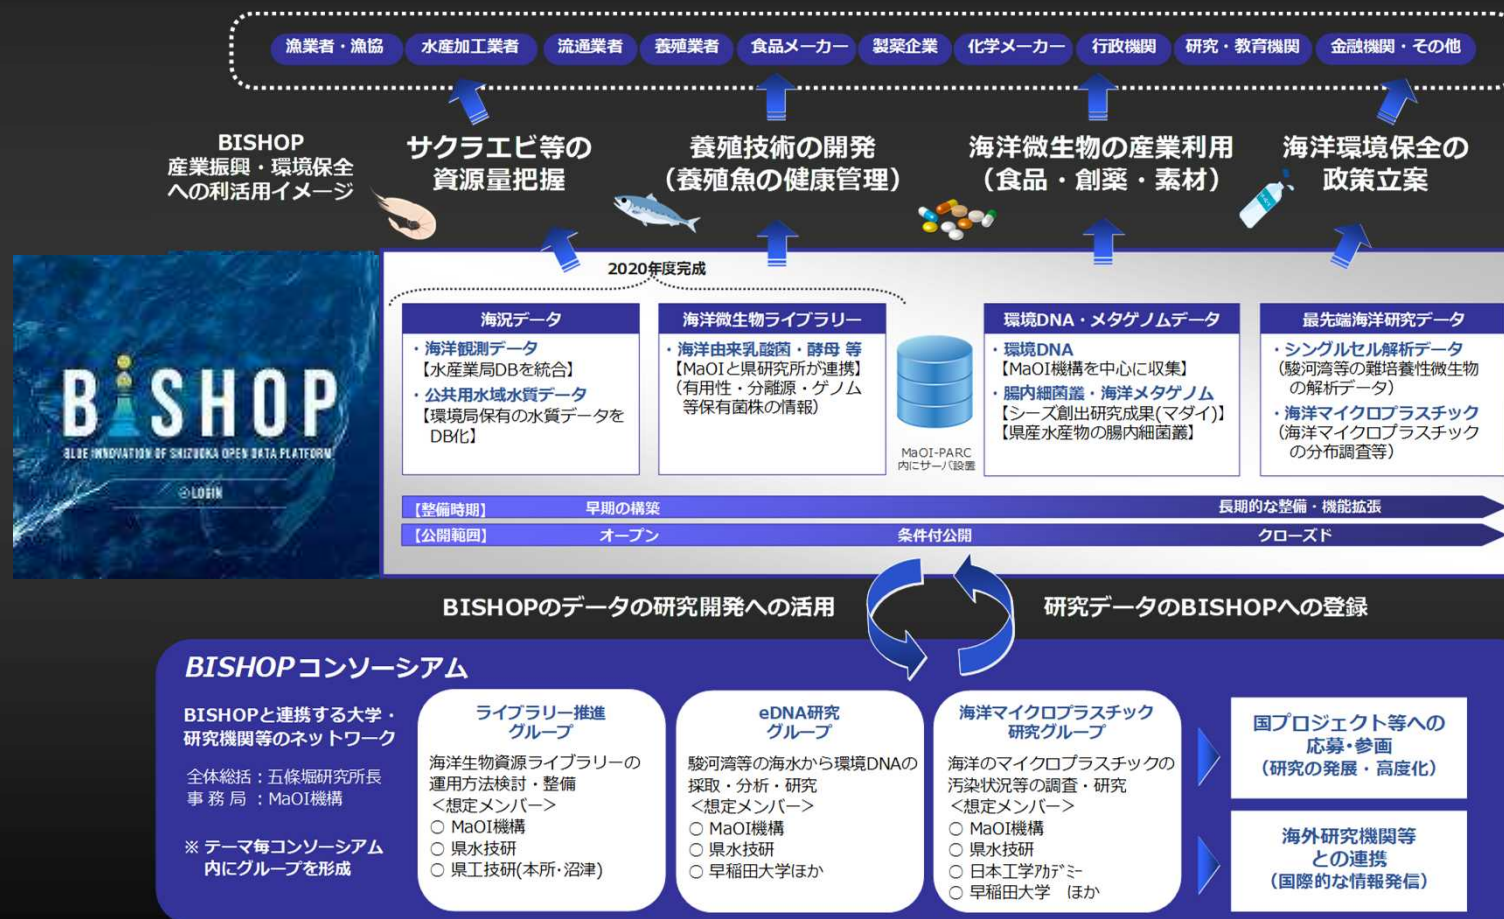 漁業者・漁協 水産加工業者 流通業者 養殖業者 食品メーカー 製薬企業 化学メーカー 行政機関 研究・教育機関 金融機関・その他
BISHOP
産業振興・環境保全
への利活用イメージ
サクラエビ等の
資源量把握
養殖技術の開発
（養殖魚の健康管理）
海洋微生物の産業利用
（食品・創薬・素材）
海洋環境保全の
政策立案
BISHOP
BLUE INNOVATION OF SHIZUOKA OPEN DATA PLATFORM
LOGIN
2020年度完成
海況データ
・海洋観測データ
【水産業局DBを統合】
・公共用水域水質データ
【環境局保有の水質データを
DB化】
海洋微生物ライブラリー
・海洋由来乳酸菌・酵母 等
【MaOIと県研究所が連携】
（有用性・分離源・ゲノム
等保有菌株の情報）
MaOI-PARC
内にサーバ設置
環境DNA・メタゲノムデータ
・環境DNA
【MaOI機構を中心に収集】
・腸内細菌叢・海洋メタゲノム
【シーズ創出研究成果(マダイ)】
【県産水産物の腸内細菌叢】
最先端海洋研究データ
・シングルセル解析データ
（駿河湾等の難培養性微生物
の解析データ）
・海洋マイクロプラスチック
（海洋マイクロプラスチック
の分布調査等）
【整備時期】 早期の構築 長期的な整備・機能拡張
【公開範囲】 オープン 条件付公開 クローズド
BISHOPのデータの研究開発への活用
研究データのBISHOPへの登録
BISHOPコンソーシアム
BISHOPと連携する大学・
研究機関等のネットワーク
全体総括：五條堀研究所長
事 務 局 ：MaOI機構
※ テーマ毎コンソーシアム
内にグループを形成
ライブラリー推進
グループ
海洋生物資源ライブラリーの
運用方法検討・整備
＜想定メンバー＞
○ MaOI機構
○ 県水技研
○ 県工技研(本所・沼津)
eDNA研究
グループ
駿河湾等の海水から環境DNAの
採取・分析・研究
＜想定メンバー＞
○ MaOI機構
○ 県水技研
○ 早稲田大学ほか
海洋マイクロプラスチック
研究グループ
海洋のマイクロプラスチックの
汚染状況等の調査・研究
＜想定メンバー＞
○ MaOI機構
○ 県水技研
○ 日本工学ｱｶﾃﾞﾐｰ
○ 早稲田大学 ほか
国プロジェクト等への
応募・参画
（研究の発展・高度化）
海外研究機関等
との連携
（国際的な情報発信）